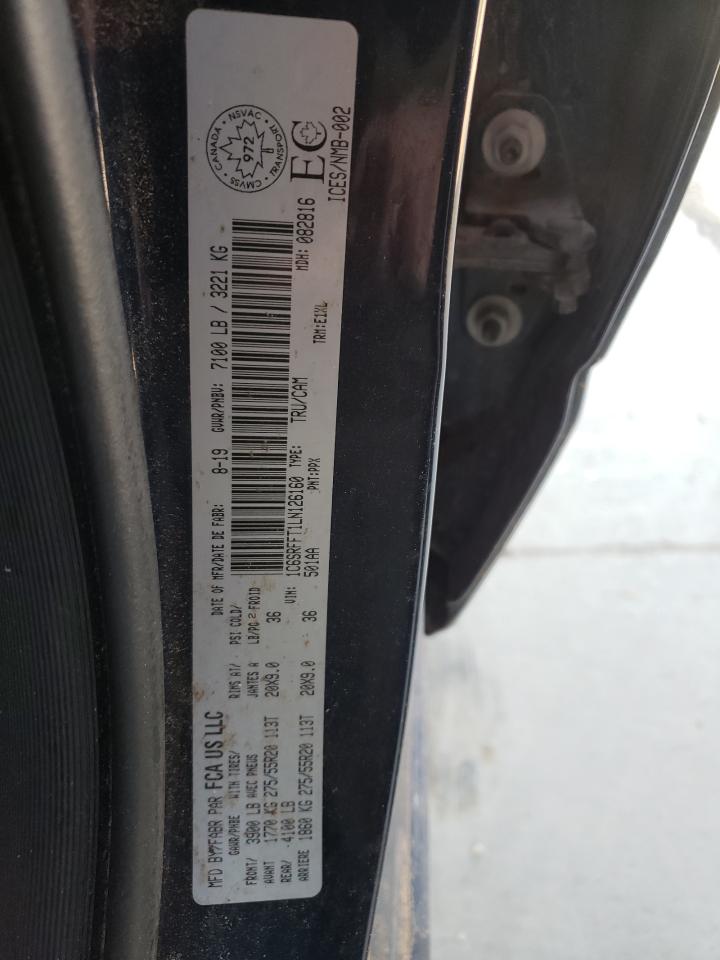 MFD BY/FABR PAR FCA US LLC
DATE OF MFR/DATE DE FABR: 8-19 GVWR/PNBV: 7100 LB / 3221 KG
GAWR/PNBE WITH TIRES/ RIMS AT/ PSI COLD/
FRONT/ 3900 LB AVEC PNEUS JANTES A LB/PO2 FROID
AVANT 1770 KG 275/55R20 113T 20X9.0 36
REAR/ 4100 LB
ARRIERE 1860 KG 275/55R20 113T 20X9.0 36
VIN: 1C6SRFFT1LN126160 TYPE: TRU/CAM MDH: 082816
501AA PNT:PPX TRM:E1XL
CANADA • NSVAC • TRANSPORT • CMVSS •
972
EC
ICES/NMB-002